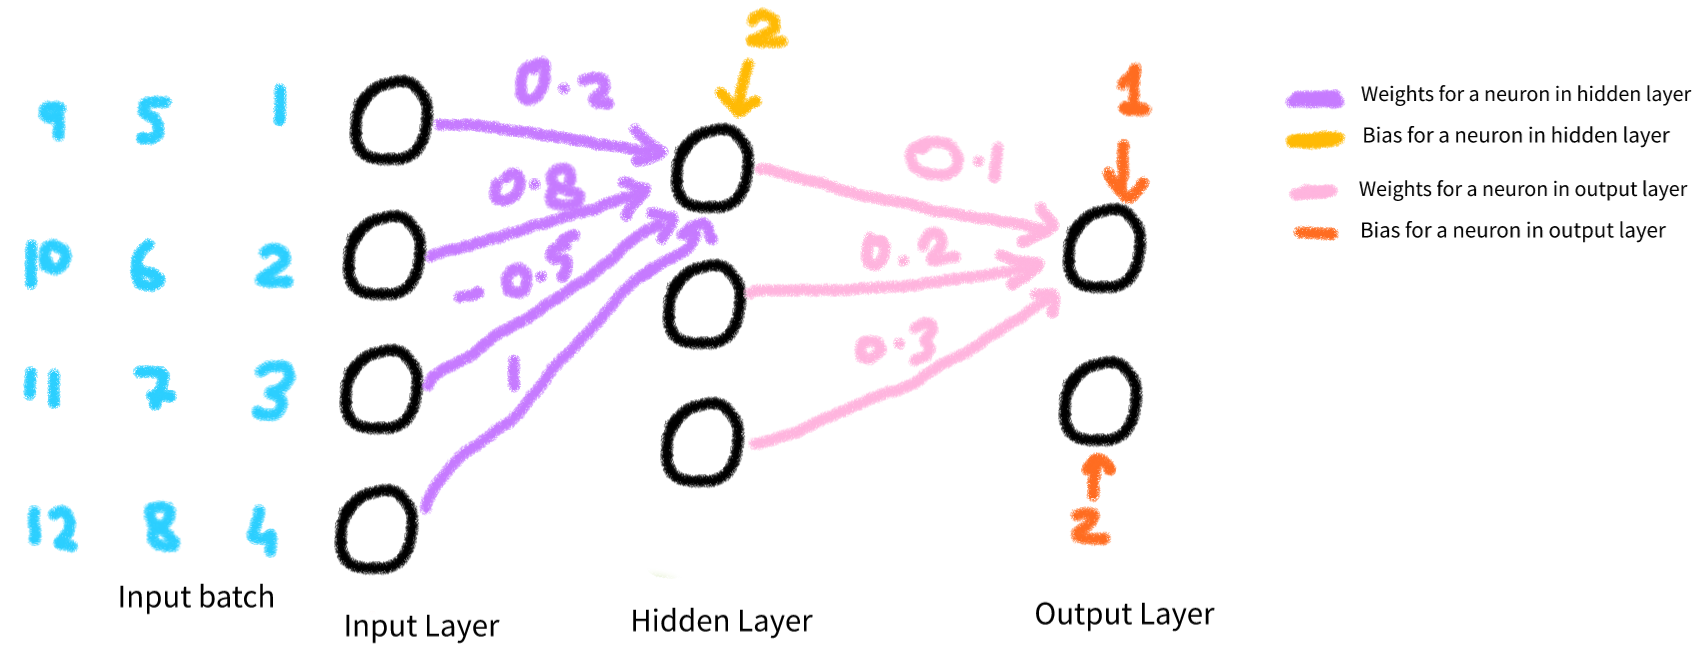 2
0.2
1
9 5 1
0.8
0.1
10 6 2
-0.5
0.2
11 7 3
1
0.3
12 8 4
2
Input batch
Input Layer
Hidden Layer
Output Layer
Weights for a neuron in hidden layer
Bias for a neuron in hidden layer
Weights for a neuron in output layer
Bias for a neuron in output layer